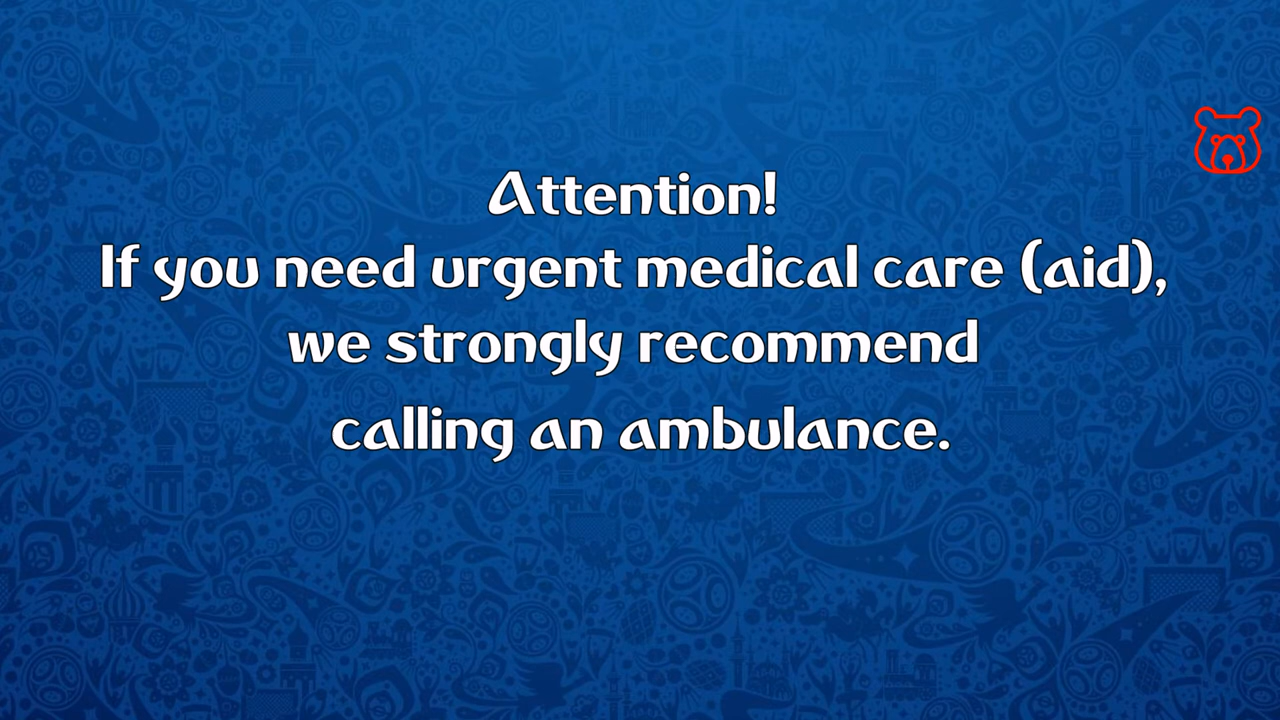 Attention!
If you need urgent medical care (aid),
we strongly recommend
calling an ambulance.